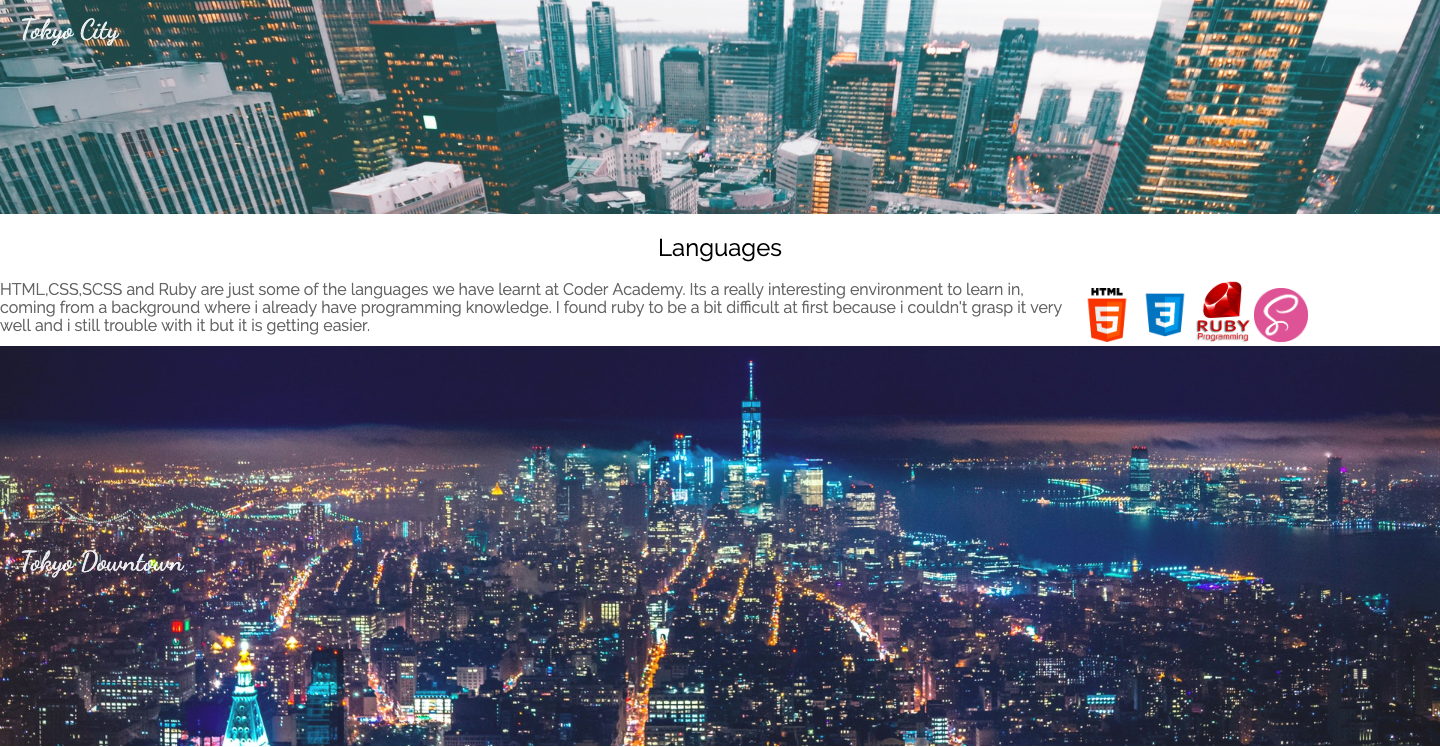 Tokyo City
Languages
HTML,CSS,SCSS and Ruby are just some of the languages we have learnt at Coder Academy. Its a really interesting environment to learn in,
coming from a background where i already have programming knowledge. I found ruby to be a bit difficult at first because i couldn't grasp it very
well and i still trouble with it but it is getting easier.
HTML
5
3
RUBY
Programming
Tokyo Downtown